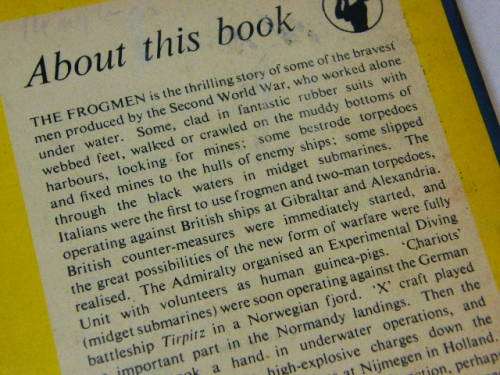 About this book
THE FROGMEN is the thrilling story of some of the bravest
men produced by the Second World War, who worked alone
under water. Some, clad in fantastic rubber suits with
webbed feet, walked or crawled on the muddy bottoms of
harbours, looking for mines; some bestrode torpedoes
and fixed mines to the hulls of enemy ships; some slipped
through the black waters in midget submarines. The
Italians were the first to use frogmen and two-man torpedoes,
operating against British ships at Gibraltar and Alexandria.
British counter-measures were immediately started, and
the great possibilities of the new form of warfare were fully
realised. The Admiralty organised an Experimental Diving
Unit with volunteers as human guinea-pigs. 'Chariots'
(midget submarines) were soon operating against the German
battleship Tirpitz in a Norwegian fjord. 'X' craft played
important part in the Normandy landings. Then the
a hand in underwater operations, and
high-explosive charges down the
at Nijmegen in Holland.
perhaps